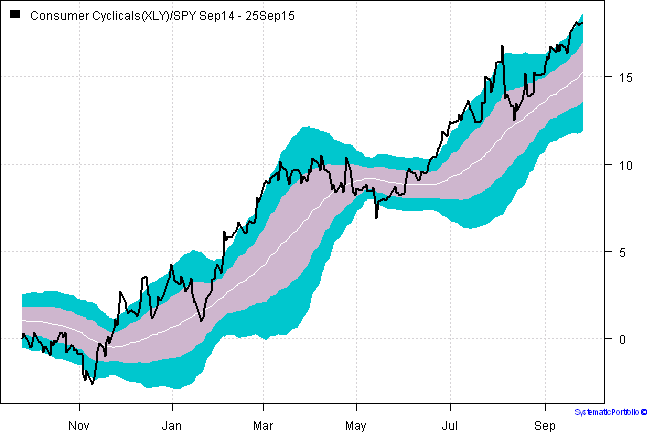 Consumer Cyclicals(XLY)/SPY Sep14 - 25Sep15
15
10
5
0
Nov Jan Mar May Jul Sep
SystematicPortfolio ©